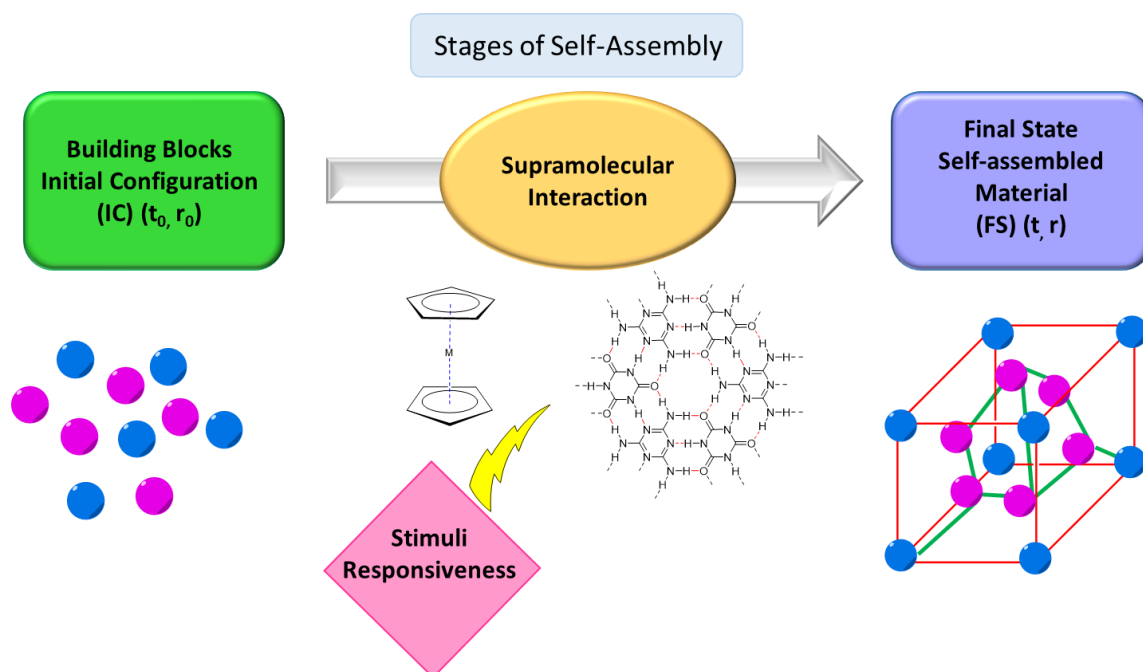 Stages of Self-Assembly
Building Blocks
Initial Configuration
(IC) (t₀, r₀)
Supramolecular
Interaction
Final State
Self-assembled
Material
(FS) (t, r)
M
Stimuli
Responsiveness